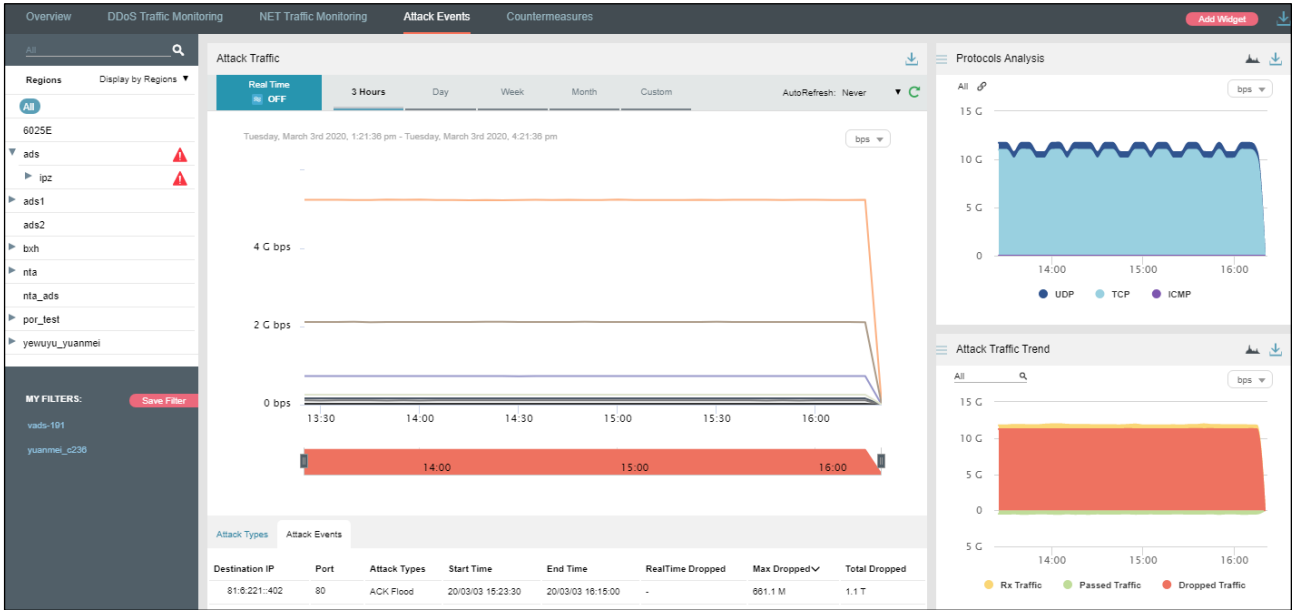 Overview DDoS Traffic Monitoring NET Traffic Monitoring Attack Events Countermeasures Add Widget
All
Regions Display by Regions
All
6025E
ads
ipz
ads1
ads2
bxh
nta
nta_ads
por_test
yewuyu_yuanmei
MY FILTERS: Save Filter
vads-191
yuanmei_c236
Attack Traffic
Real Time
OFF
3 Hours Day Week Month Custom AutoRefresh: Never
Tuesday, March 3rd 2020, 1:21:36 pm - Tuesday, March 3rd 2020, 4:21:36 pm
bps
4 G bps
2 G bps
0 bps
13:30 14:00 14:30 15:00 15:30 16:00
14:00 15:00 16:00
Attack Types Attack Events
Destination IP Port Attack Types Start Time End Time RealTime Dropped Max Dropped Total Dropped
81:6:221::402 80 ACK Flood 20/03/03 15:23:30 20/03/03 16:15:00 - 661.1 M 1.1 T
Protocols Analysis
All
bps
15 G
10 G
5 G
0
14:00 15:00 16:00
UDP TCP ICMP
Attack Traffic Trend
All
bps
15 G
10 G
5 G
0
5 G
14:00 15:00 16:00
Rx Traffic Passed Traffic Dropped Traffic